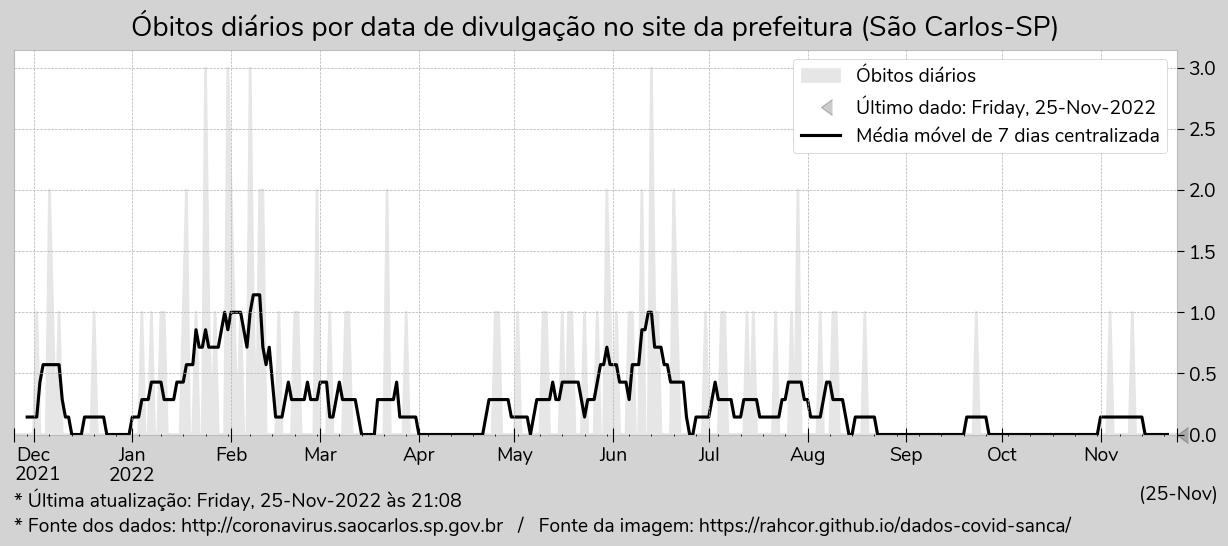 Óbitos diários por data de divulgação no site da prefeitura (São Carlos-SP)
Óbitos diários
Último dado: Friday, 25-Nov-2022
Média móvel de 7 dias centralizada
3.0
2.5
2.0
1.5
1.0
0.5
0.0
Dec Jan Feb Mar Apr May Jun Jul Aug Sep Oct Nov
2021 2022
(25-Nov)
* Última atualização: Friday, 25-Nov-2022 às 21:08
* Fonte dos dados: http://coronavirus.saocarlos.sp.gov.br / Fonte da imagem: https://rahcor.github.io/dados-covid-sanca/